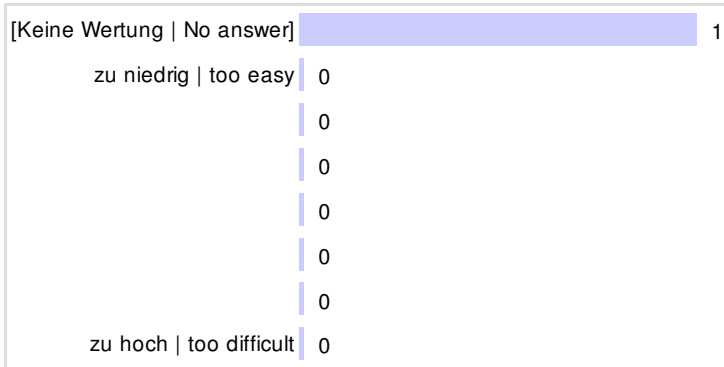 [Keine Wertung | No answer] 1
zu niedrig | too easy 0
0
0
0
0
0
zu hoch | too difficult 0